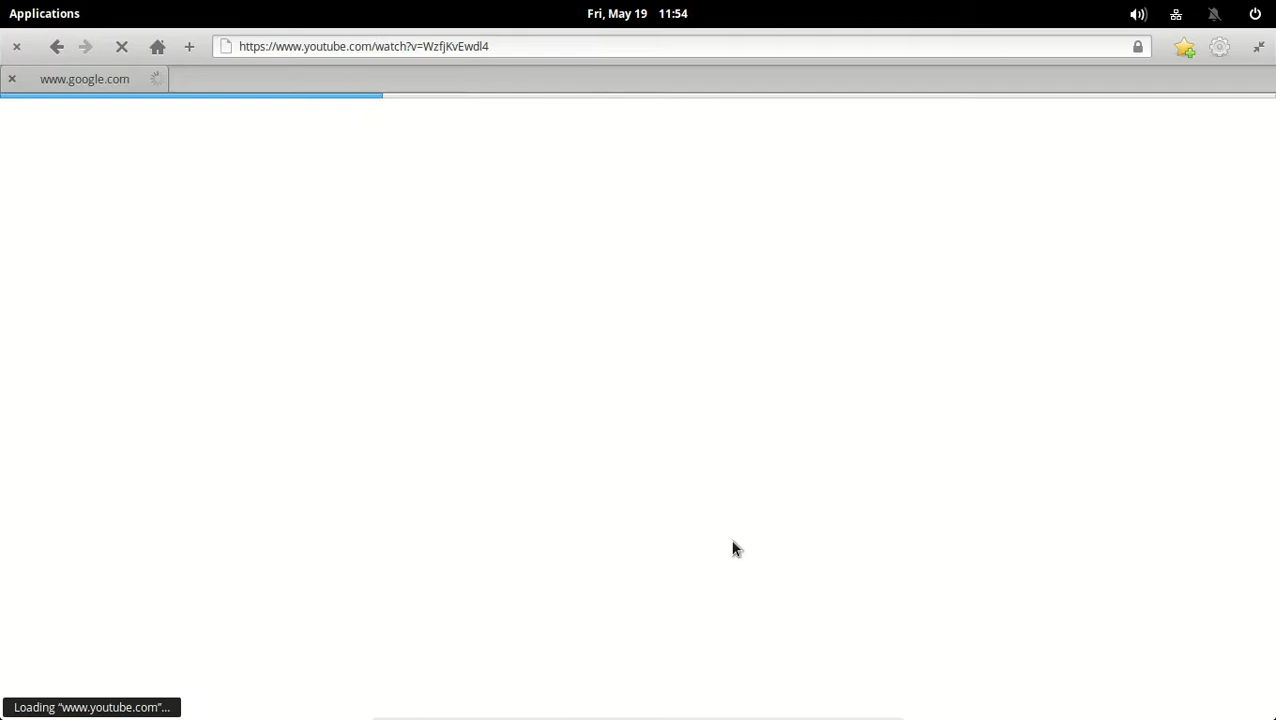 Applications
Fri, May 19 11:54
https://www.youtube.com/watch?v=WzfjKvEwdl4
www.google.com
Loading “www.youtube.com”...